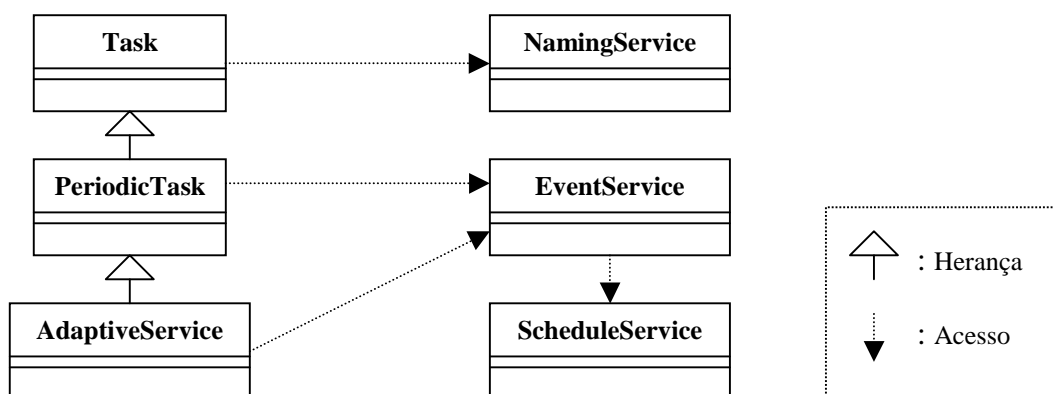 Task
NamingService
PeriodicTask
EventService
: Herança
AdaptiveService
ScheduleService
: Acesso